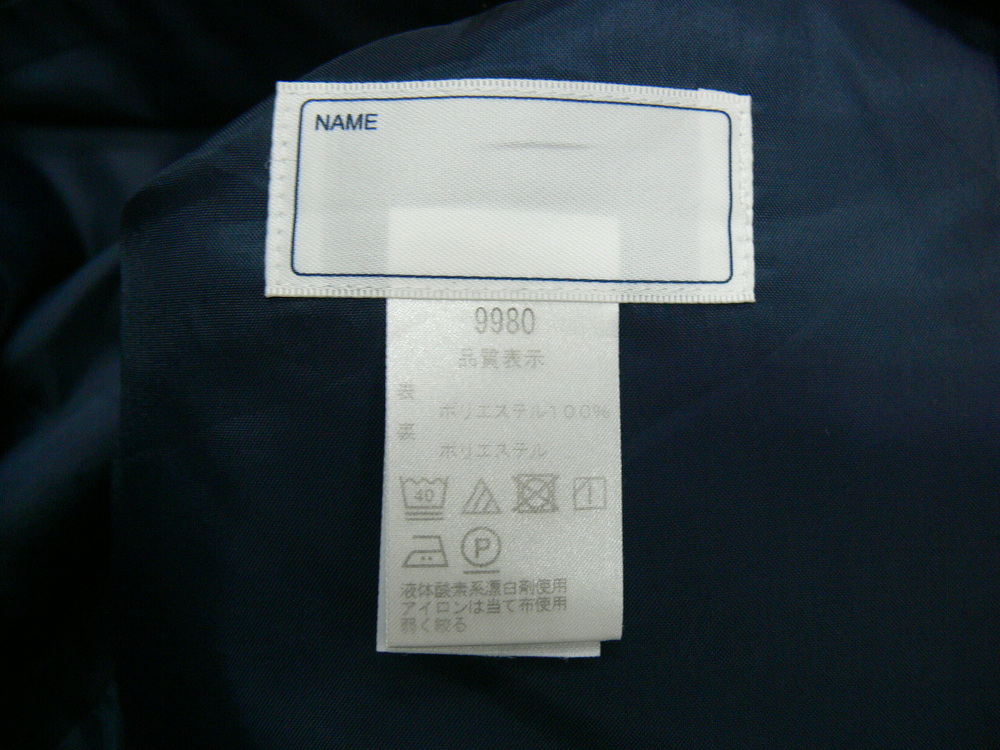 NAME
9980
品質表示
表
ポリエステル100%
裏
ポリエステル
40
P
液体酸素系漂白剤使用
アイロンは当て布使用
弱く絞る